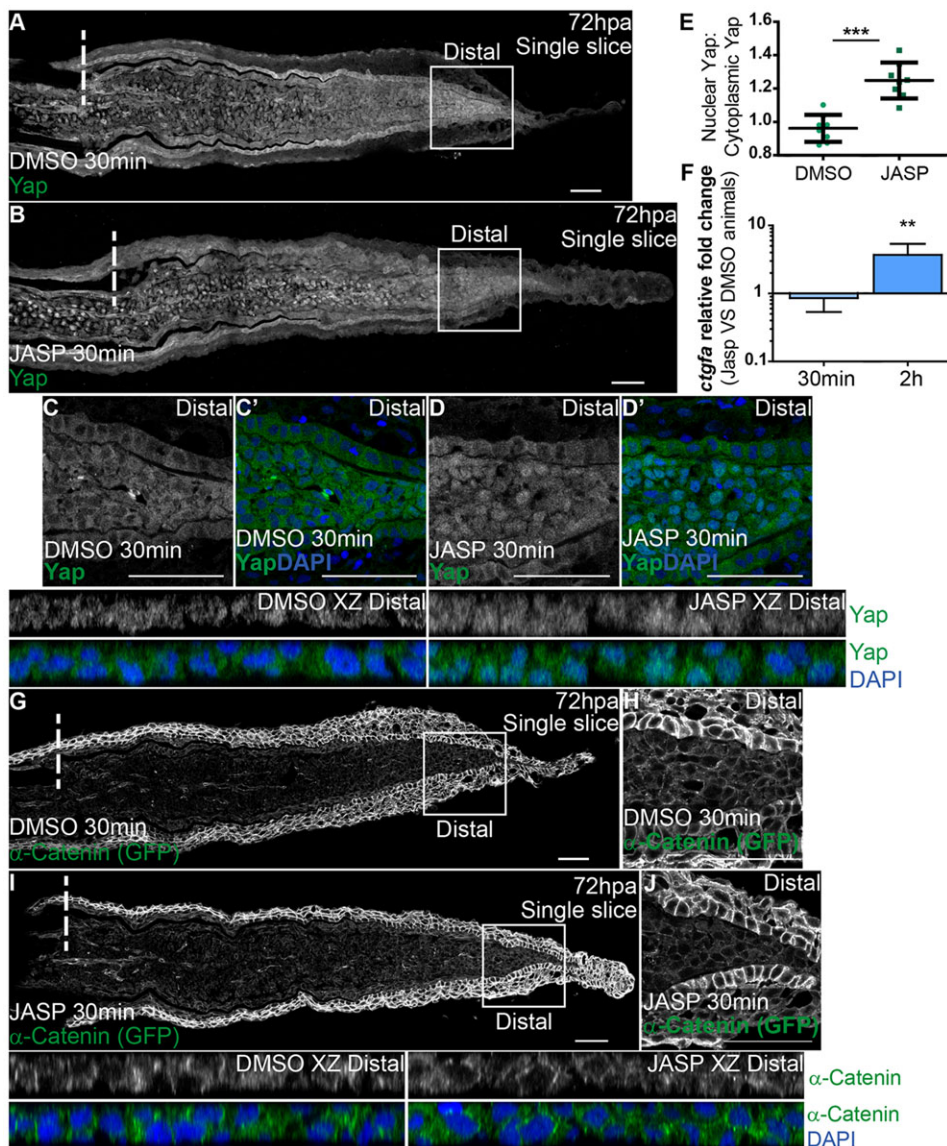 A
72hpa
Single slice
Distal
DMSO 30min
Yap
B
72hpa
Single slice
Distal
JASP 30min
Yap
E
Nuclear Yap:
Cytoplasmic Yap
1.6
1.4
1.2
1.0
0.8
***
DMSO
JASP
F
ctgfa relative fold change
(Jasp VS DMSO animals)
10
1
0.1
**
30min
2h
C
Distal
DMSO 30min
Yap
C'
Distal
DMSO 30min
YapDAPI
D
Distal
JASP 30min
Yap
D'
Distal
JASP 30min
YapDAPI
DMSO XZ Distal
JASP XZ Distal
Yap
Yap
DAPI
G
72hpa
Single slice
Distal
DMSO 30min
α-Catenin (GFP)
H
Distal
DMSO 30min
α-Catenin (GFP)
I
72hpa
Single slice
Distal
JASP 30min
α-Catenin (GFP)
J
Distal
JASP 30min
α-Catenin (GFP)
DMSO XZ Distal
JASP XZ Distal
α-Catenin
α-Catenin
DAPI